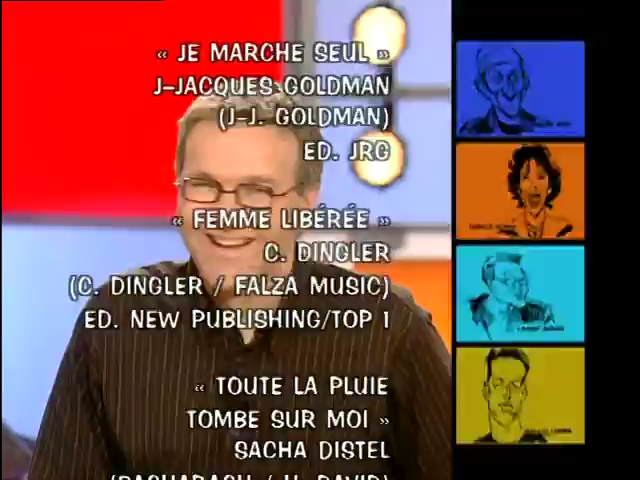 « JE MARCHE SEUL »
J-JACQUES GOLDMAN
(J-J. GOLDMAN)
ED. JRG
« FEMME LIBÉRÉE »
C. DINGLER
(C. DINGLER / FALZA MUSIC)
ED. NEW PUBLISHING/TOP 1
« TOUTE LA PLUIE
TOMBE SUR MOI »
SACHA DISTEL